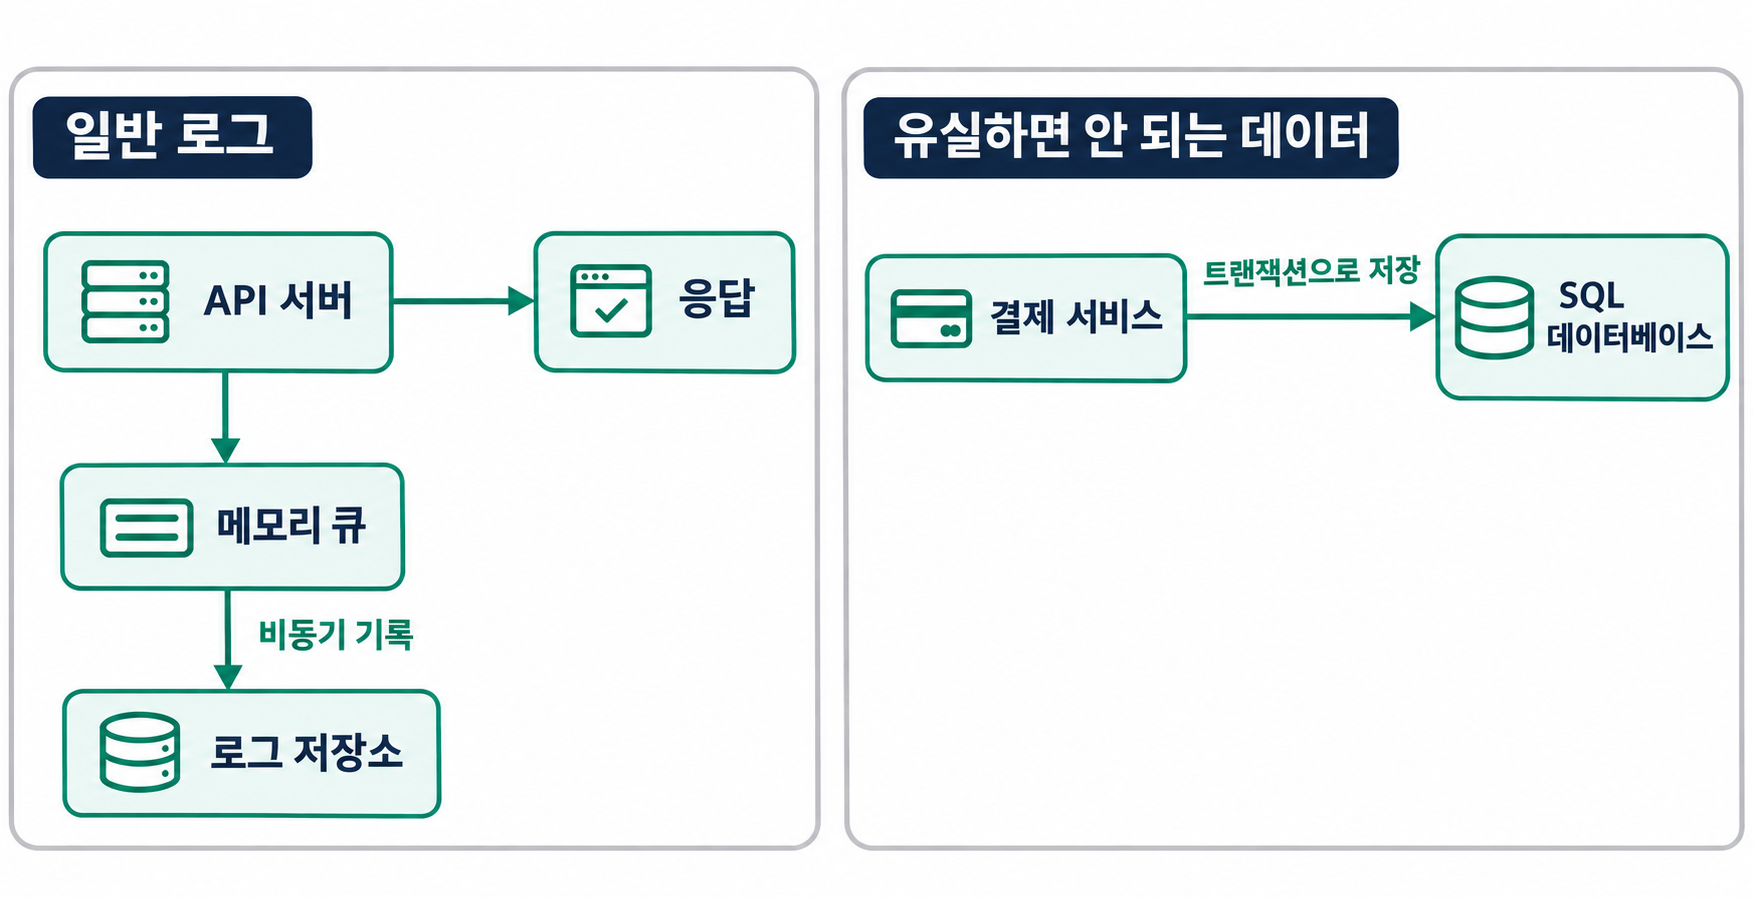 일반 로그
API 서버
응답
메모리 큐
비동기 기록
로그 저장소
유실하면 안 되는 데이터
결제 서비스
트랜잭션으로 저장
SQL
데이터베이스